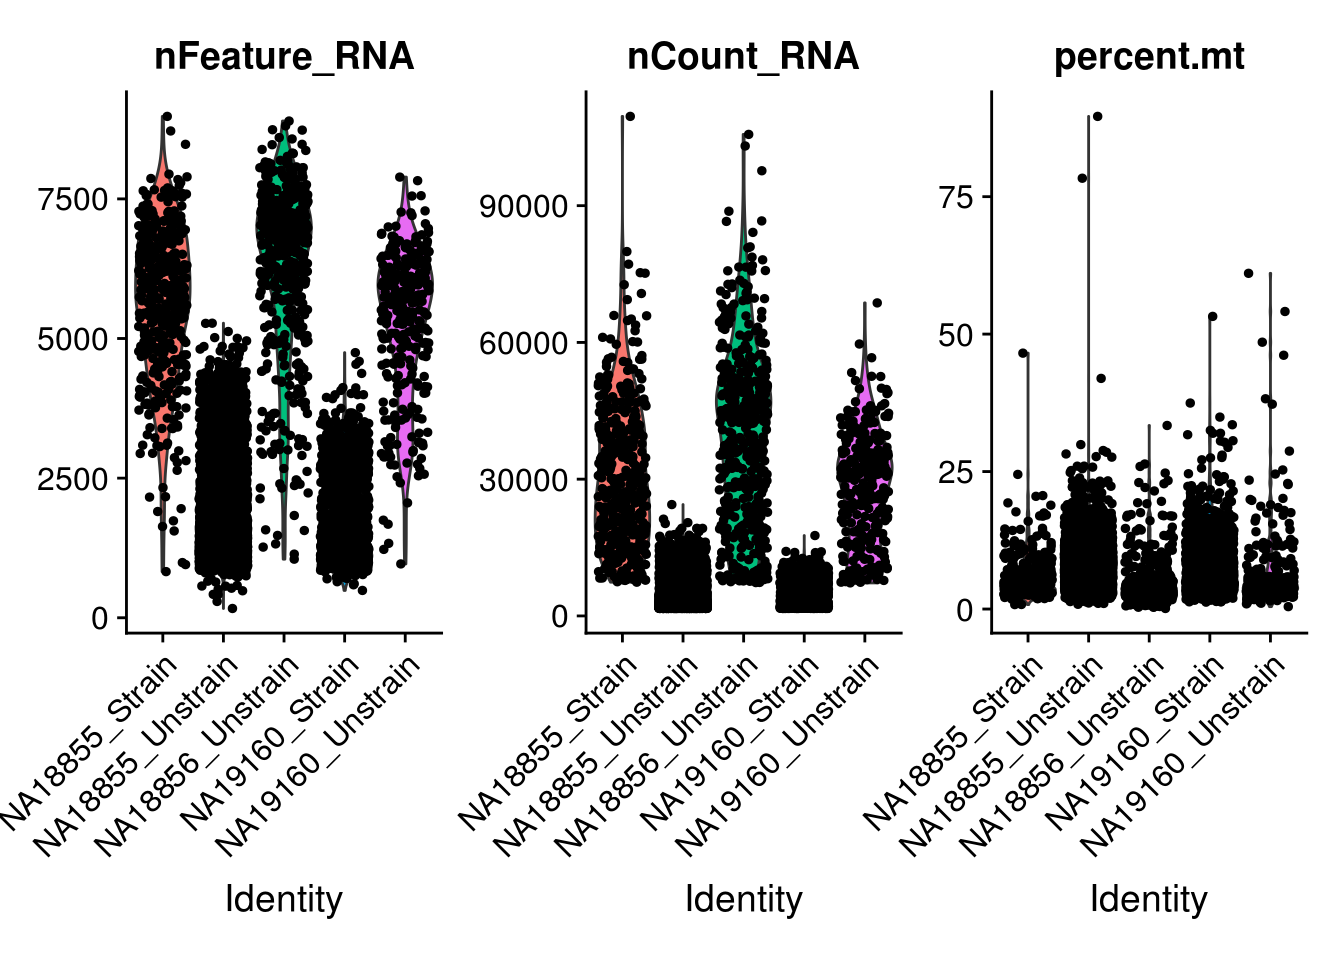 nFeature_RNA
7500
5000
2500
0
NA18855_Strain
NA18855_Unstrain
NA18856_Unstrain
NA19160_Strain
NA19160_Unstrain
Identity
nCount_RNA
90000
60000
30000
0
NA18855_Strain
NA18855_Unstrain
NA18856_Unstrain
NA19160_Strain
NA19160_Unstrain
Identity
percent.mt
75
50
25
0
NA18855_Strain
NA18855_Unstrain
NA18856_Unstrain
NA19160_Strain
NA19160_Unstrain
Identity